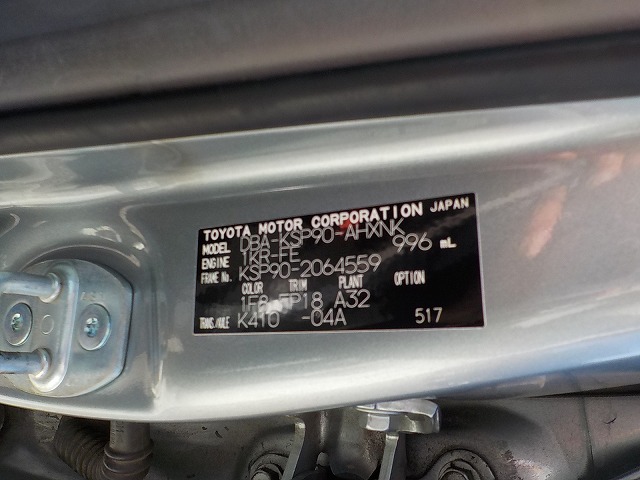 TOYOTA MOTOR CORPORATION JAPAN
MODEL DBA-KSP90-AHXNK
ENGINE 1KR-FE 996 mL
FRAME No. KSP90-2064559
COLOR TRIM PLANT OPTION
1F8 FP18 A32
TRANS./AXLE K410 -04A 517